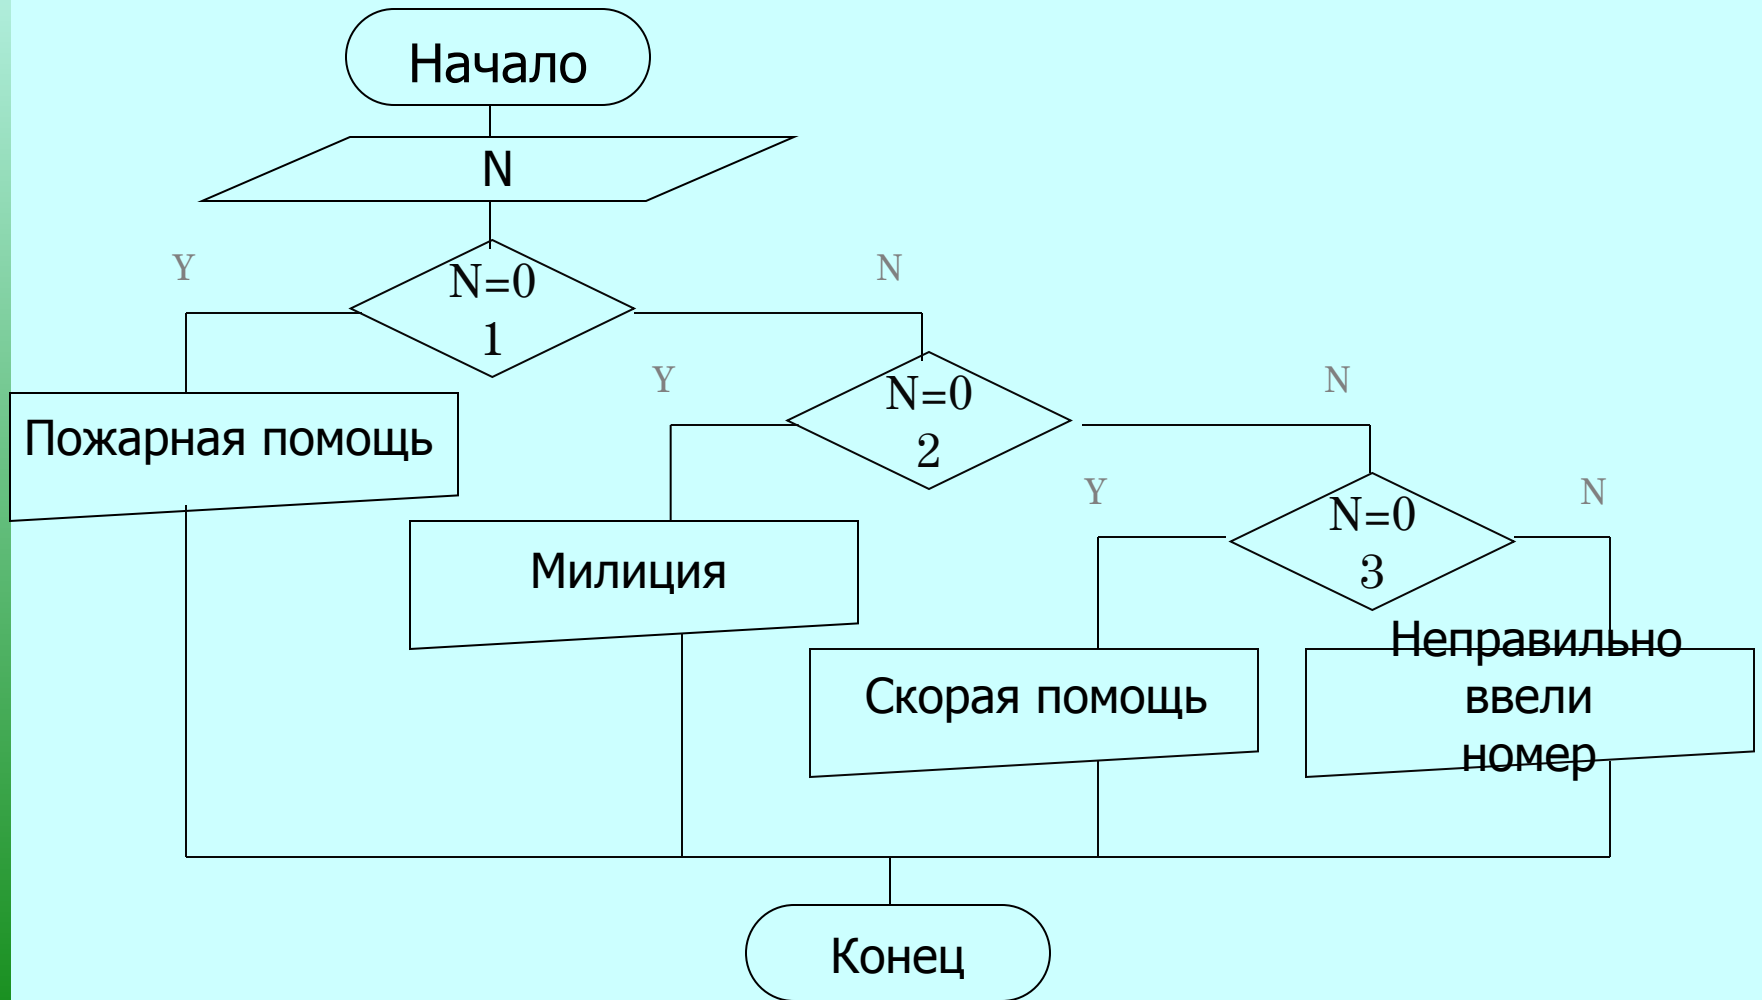 Начало
N
Y
N
N=0
1
Y
N
N=0
2
Пожарная помощь
Y
N
N=0
3
Милиция
Неправильно
ввели
номер
Скорая помощь
Конец